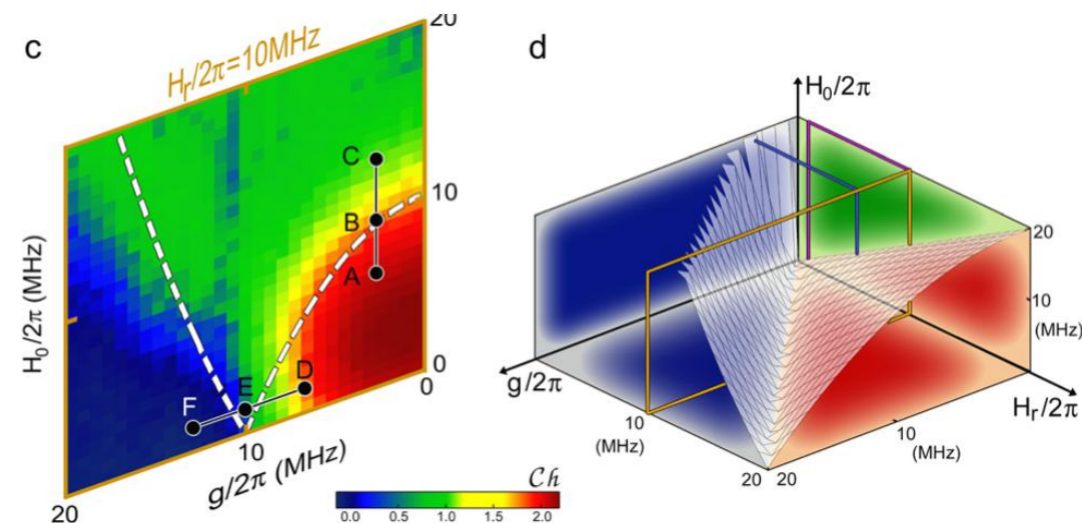 c
H_r/2π=10MHz
20
C
B
10
A
H_0/2π (MHz)
D
E
F
0
0
10
g/2π (MHz)
20
𝒞h
0.0 0.5 1.0 1.5 2.0
d
H_0/2π
20
10
(MHz)
g/2π
H_r/2π
10
(MHz)
10
(MHz)
20 20